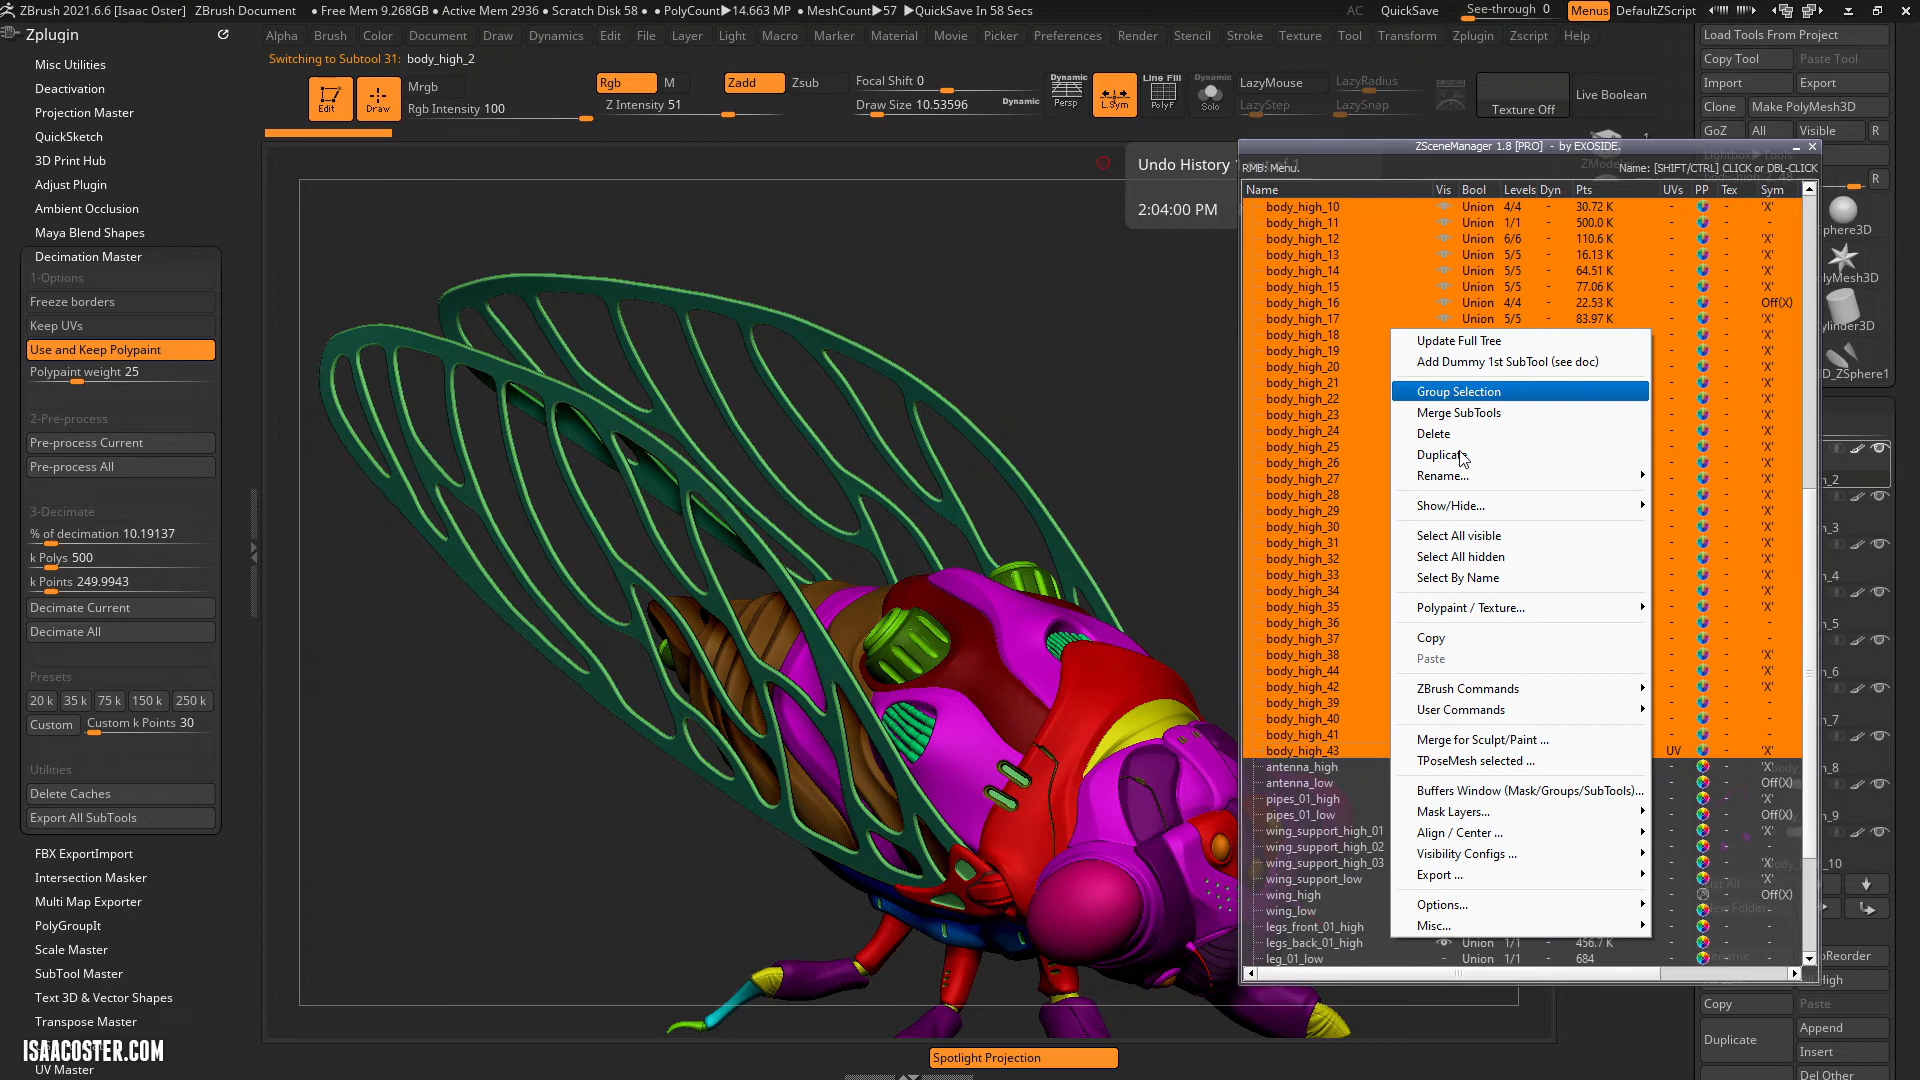 ZBrush 2021.6.6 [Isaac Oster] ZBrush Document • Free Mem 9.268GB • Active Mem 2936 • Scratch Disk 58 • PolyCount▶14.663 MP • MeshCount▶57 ▶QuickSave In 58 Secs AC QuickSave See-through 0 Menus DefaultZScript
Zplugin
Alpha Brush Color Document Draw Dynamics Edit File Layer Light Macro Marker Material Movie Picker Preferences Render Stencil Stroke Texture Tool Transform Zplugin Zscript Help
Switching to Subtool 31: body_high_2
Misc Utilities
Deactivation
Projection Master
QuickSketch
3D Print Hub
Adjust Plugin
Ambient Occlusion
Maya Blend Shapes
Decimation Master
1-Options
Freeze borders
Keep UVs
Use and Keep Polypaint
Polypaint weight 25
2-Pre-process
Pre-process Current
Pre-process All
3-Decimate
% of decimation 10.19137
k Polys 500
k Points 249.9943
Decimate Current
Decimate All
Presets
20 k 35 k 75 k 150 k 250 k
Custom Custom k Points 30
Utilities
Delete Caches
Export All SubTools
FBX ExportImport
Intersection Masker
Multi Map Exporter
PolyGroupIt
Scale Master
SubTool Master
Text 3D & Vector Shapes
Transpose Master
ISAACOSTER.COM
UV Master
Edit Draw
Mrgb
Rgb M
Rgb Intensity 100
Zadd Zsub
Z Intensity 51
Focal Shift 0
Draw Size 10.53596 Dynamic
Dynamic
Persp
L.Sym
Line Fill
PolyF
Dynamic
Solo
LazyMouse LazyRadius
LazyStep LazySnap
Texture Off
Live Boolean
Undo History
2:04:00 PM
Spotlight Projection
Load Tools From Project
Copy Tool Paste Tool
Import Export
Clone Make PolyMesh3D
GoZ All Visible R
R
ZSceneManager 1.8 [PRO] - by EXOSIDE.
RMB: Menu. Name: [SHIFT/CTRL] CLICK or DBL-CLICK
Name Vis Bool Levels Dyn Pts UVs PP Tex Sym
body_high_10 Union 4/4 - 30.72 K - - 'X'
body_high_11 Union 1/1 - 500.0 K - - -
body_high_12 Union 6/6 - 110.6 K - - 'X'
body_high_13 Union 5/5 - 16.13 K - - 'X'
body_high_14 Union 5/5 - 64.51 K - - 'X'
body_high_15 Union 5/5 - 77.06 K - - 'X'
body_high_16 Union 4/4 - 22.53 K - - Off(X)
body_high_17 Union 5/5 - 83.97 K - - 'X'
body_high_18 - - 'X'
body_high_19 - - 'X'
body_high_20 - - 'X'
body_high_21 - - 'X'
body_high_22 - - 'X'
body_high_23 - - 'X'
body_high_24 - - 'X'
body_high_25 - - 'X'
body_high_26 - - 'X'
body_high_27 - - 'X'
body_high_28 - - 'X'
body_high_29 - - 'X'
body_high_30 - - 'X'
body_high_31 - - 'X'
body_high_32 - - 'X'
body_high_33 - - 'X'
body_high_34 - - 'X'
body_high_35 - - 'X'
body_high_36 - - -
body_high_37 - - -
body_high_38 - - 'X'
body_high_44 - - 'X'
body_high_42 - - 'X'
body_high_39 - - -
body_high_40 - - -
body_high_41 - - -
body_high_43 UV - 'X'
antenna_high - - -
antenna_low - - Off(X)
pipes_01_high - - 'X'
pipes_01_low - - Off(X)
wing_support_high_01 - - 'X'
wing_support_high_02 - - Off(X)
wing_support_high_03 - - 'X'
wing_support_low - - 'X'
wing_high - - Off(X)
wing_low - - -
legs_front_01_high - - -
legs_back_01_high Union 1/1 - 456.7 K - - -
leg_01_low - Union 1/1 - 684 - - -
Update Full Tree
Add Dummy 1st SubTool (see doc)
Group Selection
Merge SubTools
Delete
Duplicate
Rename...
Show/Hide...
Select All visible
Select All hidden
Select By Name
Polypaint / Texture...
Copy
Paste
ZBrush Commands
User Commands
Merge for Sculpt/Paint ...
TPoseMesh selected ...
Buffers Window (Mask/Groups/SubTools)...
Mask Layers...
Align / Center ...
Visibility Configs ...
Export ...
Options...
Misc...
Copy Paste
Duplicate Append
Insert
Del Other